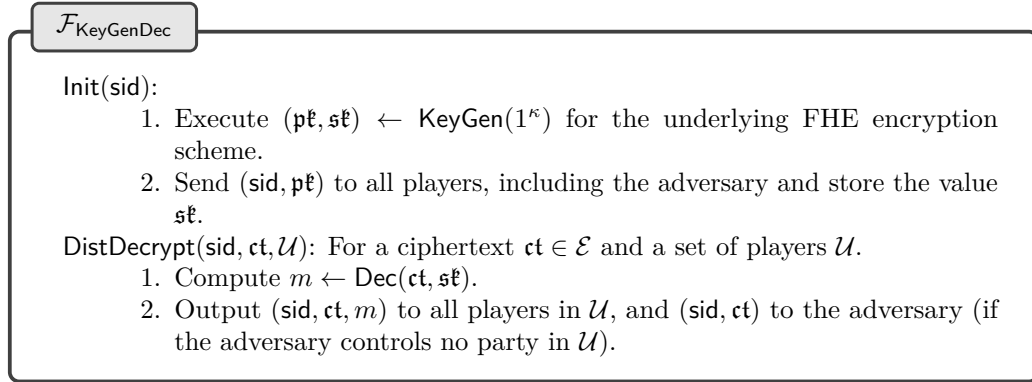 𝓕KeyGenDec
Init(sid):
1. Execute (𝔭𝔨, 𝔰𝔨) ← KeyGen(1^κ) for the underlying FHE encryption
scheme.
2. Send (sid, 𝔭𝔨) to all players, including the adversary and store the value
𝔰𝔨.
DistDecrypt(sid, 𝔠𝔱, 𝒰): For a ciphertext 𝔠𝔱 ∈ ℰ and a set of players 𝒰.
1. Compute m ← Dec(𝔠𝔱, 𝔰𝔨).
2. Output (sid, 𝔠𝔱, m) to all players in 𝒰, and (sid, 𝔠𝔱) to the adversary (if
the adversary controls no party in 𝒰).